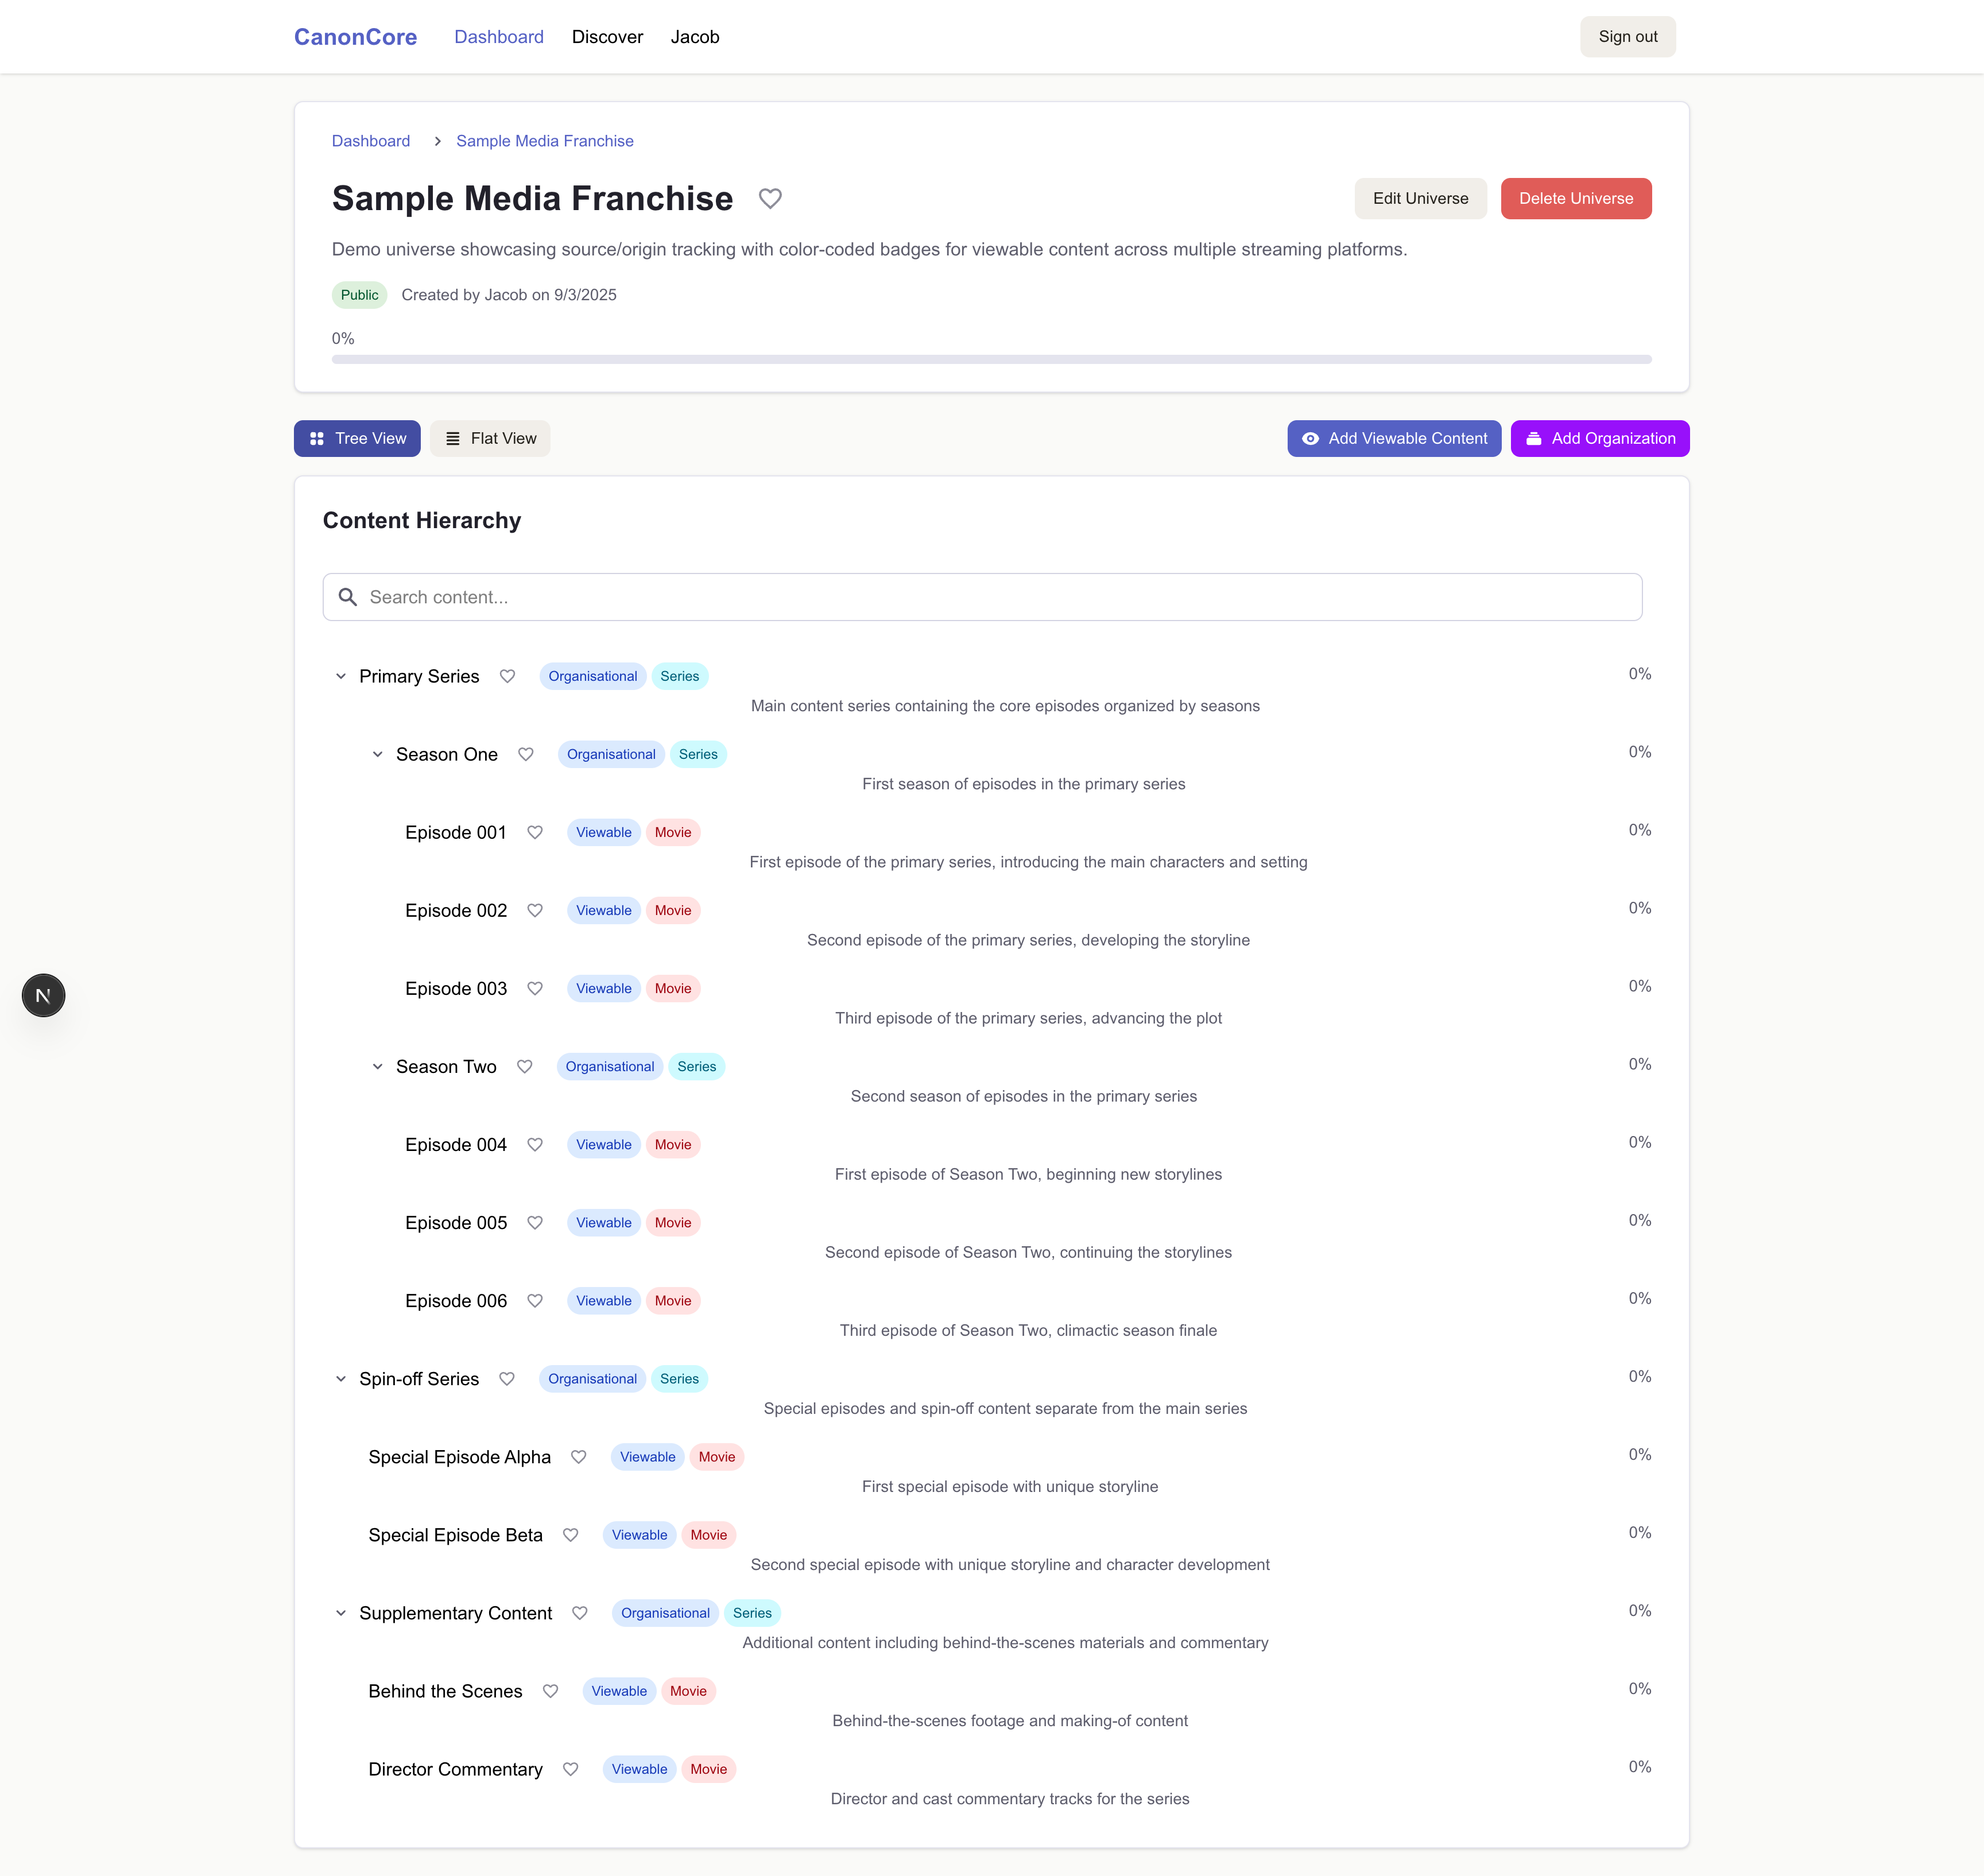 CanonCore Dashboard Discover Jacob Sign out
Dashboard > Sample Media Franchise
Sample Media Franchise Edit Universe Delete Universe
Demo universe showcasing source/origin tracking with color-coded badges for viewable content across multiple streaming platforms.
Public Created by Jacob on 9/3/2025
0%
Tree View Flat View Add Viewable Content Add Organization
Content Hierarchy
Search content...
Primary Series Organisational Series 0%
Main content series containing the core episodes organized by seasons
Season One Organisational Series 0%
First season of episodes in the primary series
Episode 001 Viewable Movie 0%
First episode of the primary series, introducing the main characters and setting
Episode 002 Viewable Movie 0%
Second episode of the primary series, developing the storyline
Episode 003 Viewable Movie 0%
Third episode of the primary series, advancing the plot
N
Season Two Organisational Series 0%
Second season of episodes in the primary series
Episode 004 Viewable Movie 0%
First episode of Season Two, beginning new storylines
Episode 005 Viewable Movie 0%
Second episode of Season Two, continuing the storylines
Episode 006 Viewable Movie 0%
Third episode of Season Two, climactic season finale
Spin-off Series Organisational Series 0%
Special episodes and spin-off content separate from the main series
Special Episode Alpha Viewable Movie 0%
First special episode with unique storyline
Special Episode Beta Viewable Movie 0%
Second special episode with unique storyline and character development
Supplementary Content Organisational Series 0%
Additional content including behind-the-scenes materials and commentary
Behind the Scenes Viewable Movie 0%
Behind-the-scenes footage and making-of content
Director Commentary Viewable Movie 0%
Director and cast commentary tracks for the series